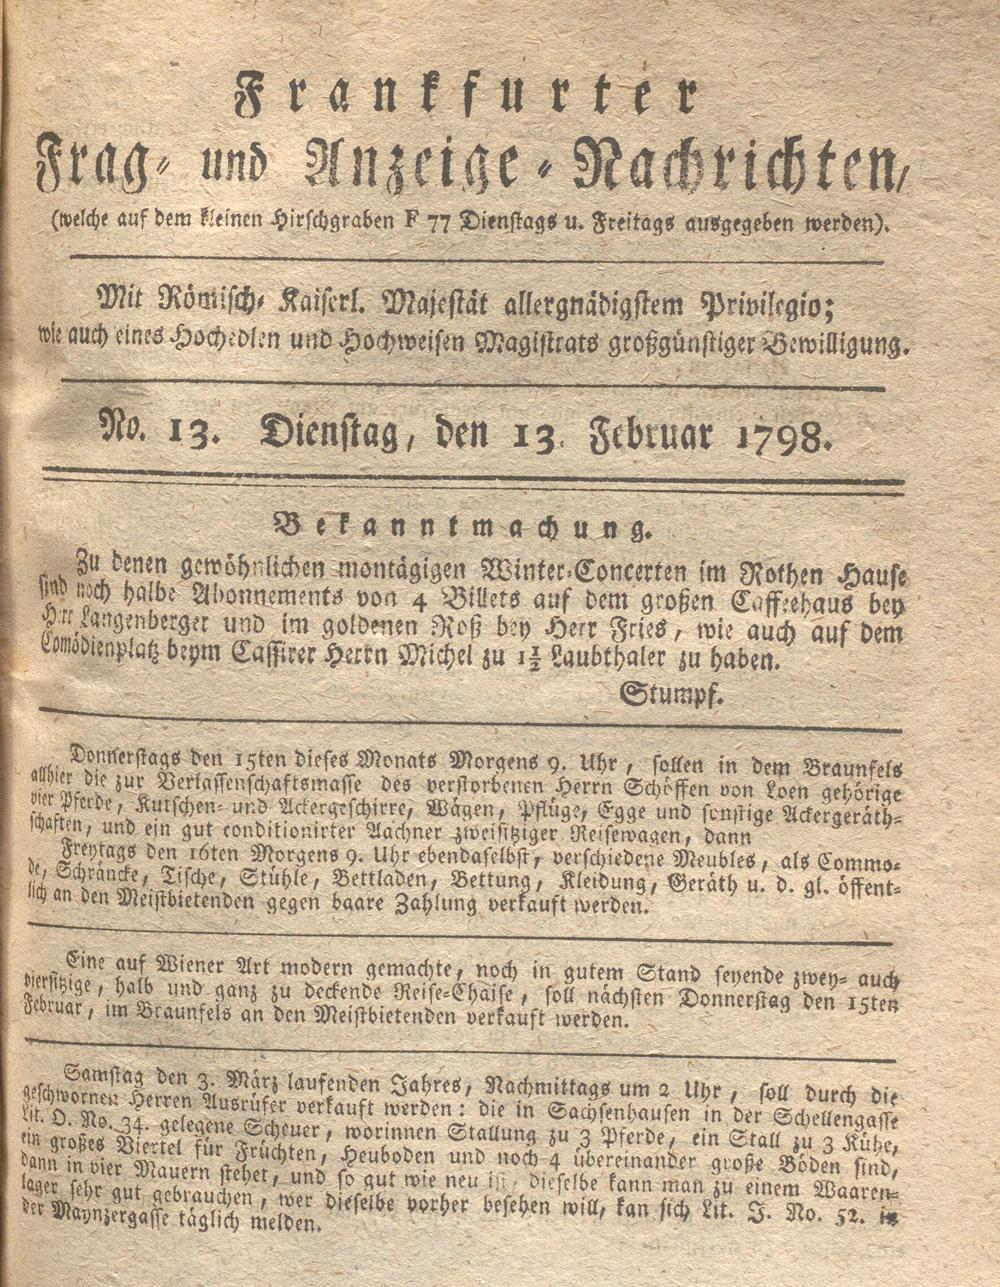 Frankfurter
Frag- und Anzeige-Nachrichten,
(welche auf dem kleinen Hirschgraben F 77 Dienstags u. Freitags ausgegeben werden).
Mit Römisch-Kaiserl. Majestät allergnädigstem Privilegio;
wie auch eines Hochedlen und Hochweisen Magistrats großgünstiger Bewilligung.
No. 13. Dienstag, den 13. Februar 1798.
Bekanntmachung.
Zu denen gewöhnlichen montägigen Winter-Concerten im Rothen Hause
sind noch halbe Abonnements von 4 Billets auf dem großen Caffeehaus bey
Herr Langenberger und im goldenen Roß bey Herr Fries, wie auch auf dem
Comödienplatz beym Cassirer Herrn Michel zu 1½ Laubthaler zu haben.
Stumpf.
Donnerstags den 15ten dieses Monats Morgens 9. Uhr, sollen in dem Braunfels
allhier die zur Verlassenschaftsmasse des verstorbenen Herrn Schöffen von Loen gehörige
vier Pferde, Kutschen- und Ackergeschirre, Wägen, Pflüge, Egge und sonstige Ackergeräth-
schaften, und ein gut conditionirter Aachner zweisitziger Reisewagen, dann
Freytags den 16ten Morgens 9. Uhr ebendaselbst, verschiedene Meubles, als Commo-
de, Schräncke, Tische, Stühle, Bettladen, Bettung, Kleidung, Geräth u. d. gl. öffent-
lich an den Meistbietenden gegen baare Zahlung verkauft werden.
Eine auf Wiener Art modern gemachte, noch in gutem Stand seyende zwey- auch
viersitzige, halb und ganz zu deckende Reise-Chaise, soll nächsten Donnerstag den 15ten
Februar, im Braunfels an den Meistbietenden verkauft werden.
Samstag den 3. März laufenden Jahres, Nachmittags um 2 Uhr, soll durch die
geschwornen Herren Ausrüfer verkauft werden: die in Sachsenhausen in der Schellengasse
Lit. O. No. 34. gelegene Scheuer, worinnen Stallung zu 3 Pferde, ein Stall zu 3 Kühe,
ein großes Viertel für Früchten, Heuboden und noch 4 übereinander große Böden sind,
dann in vier Mauern stehet, und so gut wie neu ist, dieselbe kann man zu einem Waaren-
lager sehr gut gebrauchen, wer dieselbe vorher besehen will, kan sich Lit. J. No. 52. in
der Maynzergasse täglich melden.